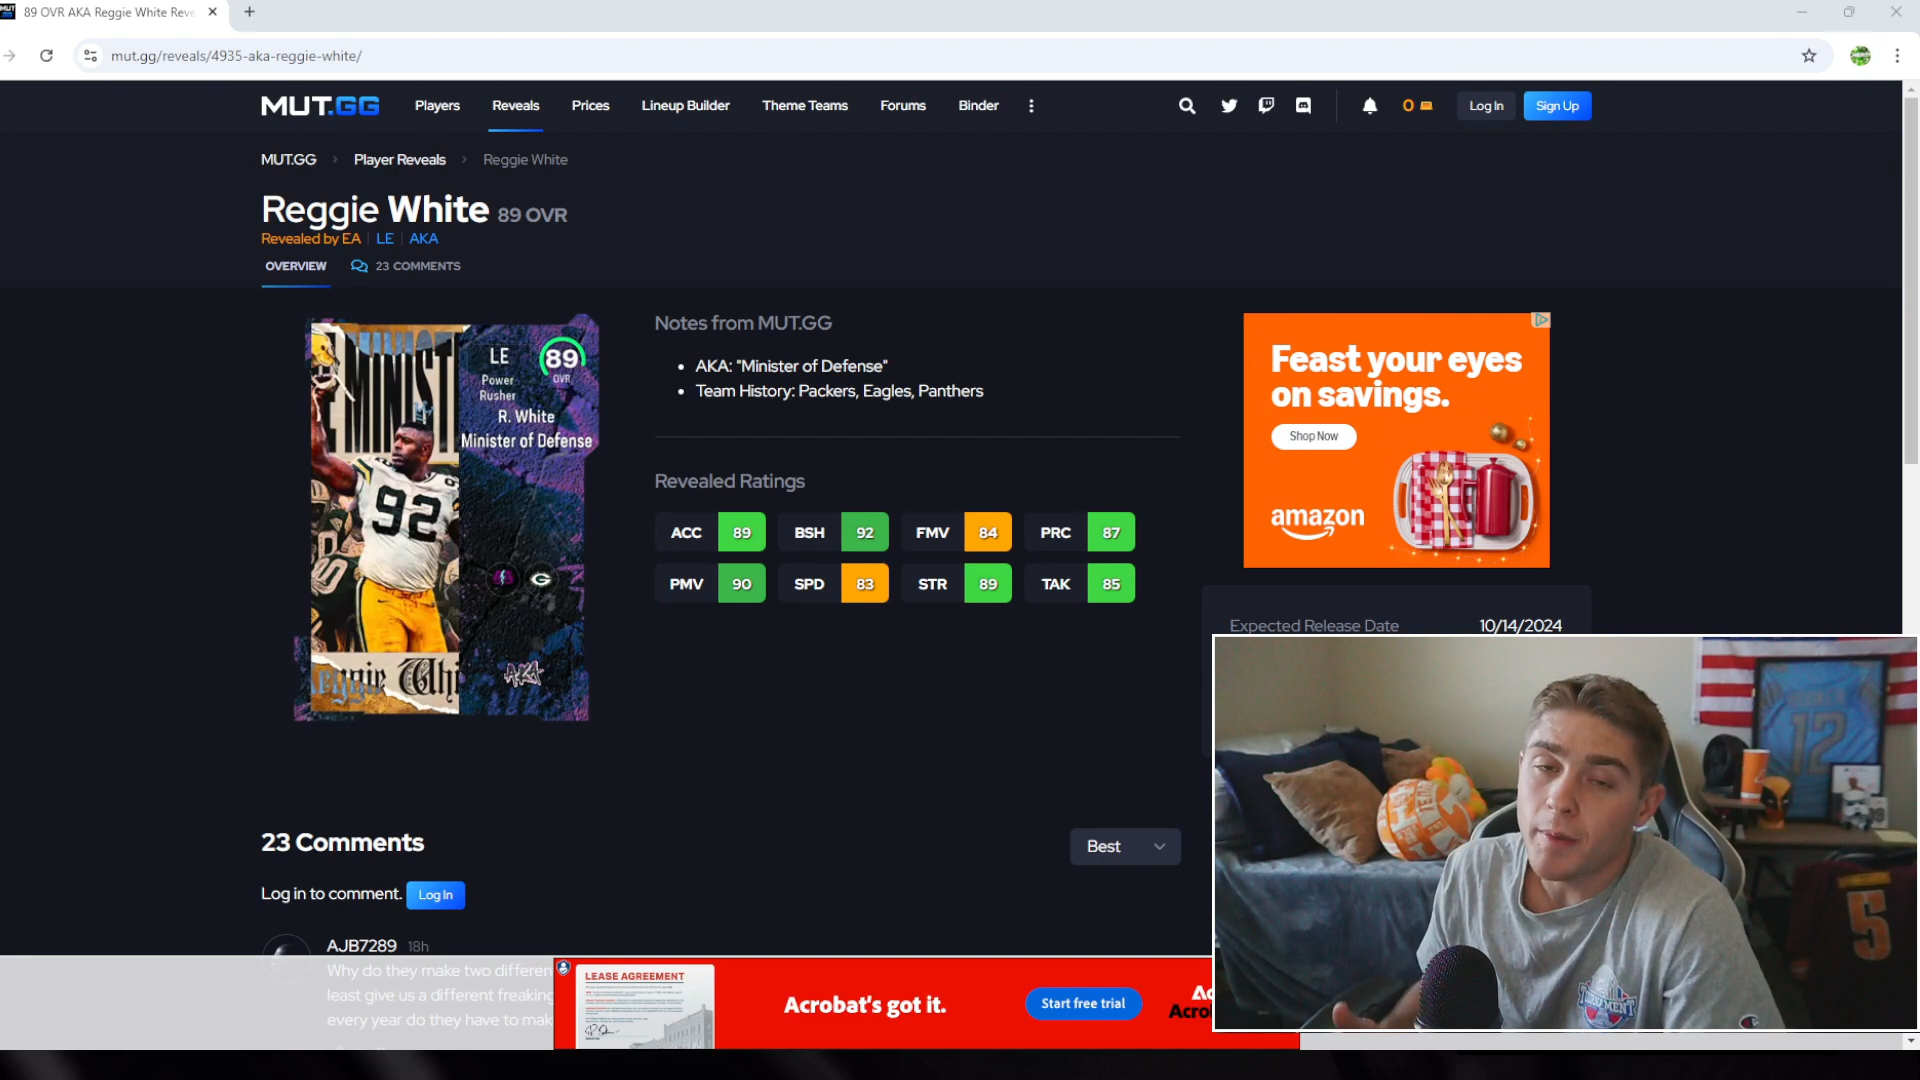 89 OVR AKA Reggie White Reve
mut.gg/reveals/4935-aka-reggie-white/
MUT.GG
Players
Reveals
Prices
Lineup Builder
Theme Teams
Forums
Binder
0
Log In
Sign Up
MUT.GG
Player Reveals
Reggie White
Reggie White 89 OVR
Revealed by EA
LE
AKA
OVERVIEW
23 COMMENTS
LE
89
OVR
Power
Rusher
R. White
Minister of Defense
92
AKA
Notes from MUT.GG
AKA: "Minister of Defense"
Team History: Packers, Eagles, Panthers
Revealed Ratings
ACC 89
BSH 92
FMV 84
PRC 87
PMV 90
SPD 83
STR 89
TAK 85
Feast your eyes
on savings.
Shop Now
amazon
Expected Release Date
10/14/2024
12
5
23 Comments
Best
Log in to comment.
Log In
AJB7289 18h
Why do they make two differen
least give us a different freaking
every year do they have to mak
LEASE AGREEMENT
Acrobat's got it.
Start free trial